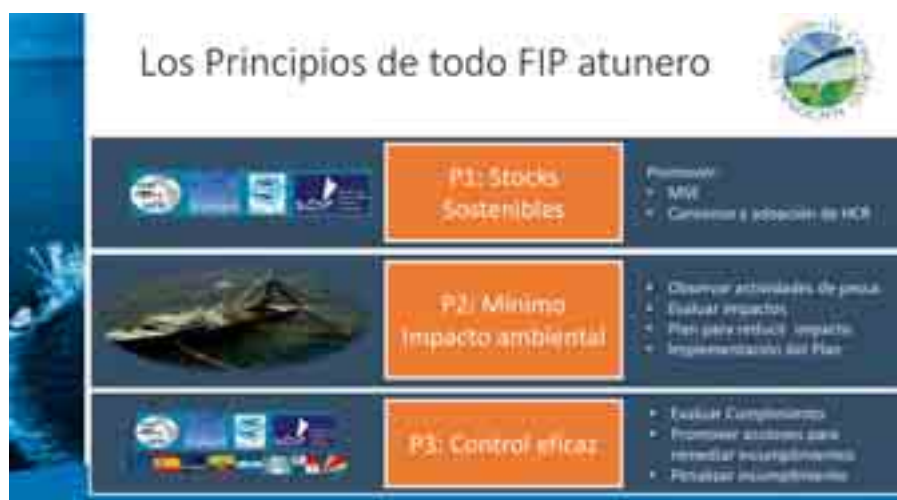 Los Principios de todo FIP atunero
P1: Stocks
Sostenibles
Promover:
• MSE
• Consenso y adopción de HCR
P2: Mínimo
Impacto ambiental
• Observar actividades de pesca
• Evaluar impactos
• Plan para reducir impacto
• Implementación del Plan
P3: Control eficaz
• Evaluar Cumplimiento
• Promover acciones para
remediar incumplimientos
• Penalizar incumplimiento